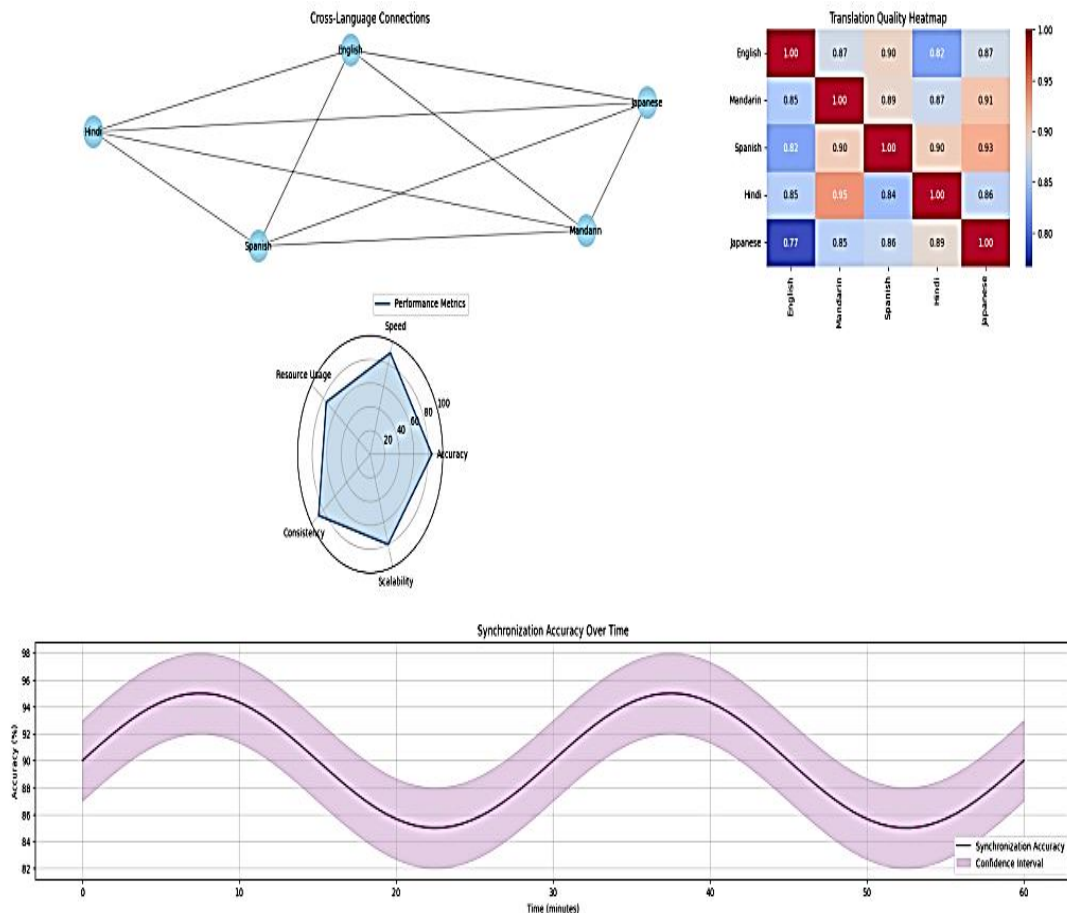 Cross-Language Connections
English
Japanese
Hindi
Mandarin
Spanish
Translation Quality Heatmap
English 1.00 0.87 0.90 0.82 0.87
Mandarin 0.85 1.00 0.89 0.87 0.91
Spanish 0.82 0.90 1.00 0.90 0.93
Hindi 0.85 0.95 0.84 1.00 0.86
Japanese 0.77 0.85 0.86 0.89 1.00
English Mandarin Spanish Hindi Japanese
1.00
0.95
0.90
0.85
0.80
Performance Metrics
Speed
Resource Usage
100
80
60
40
20
Accuracy
Consistency
Scalability
Synchronization Accuracy Over Time
Accuracy (%)
98
96
94
92
90
88
86
84
82
Synchronization Accuracy
Confidence Interval
0 10 20 30 40 50 60
Time (minutes)